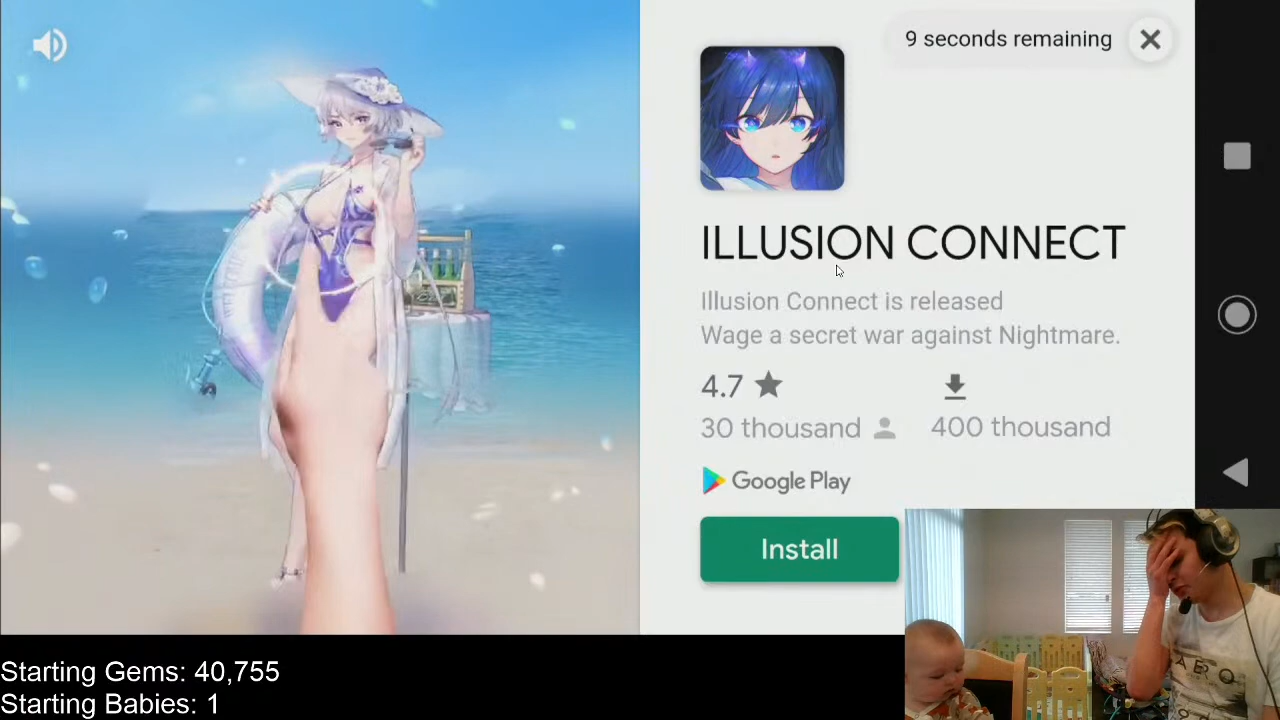 9 seconds remaining
ILLUSION CONNECT
Illusion Connect is released
Wage a secret war against Nightmare.
4.7
30 thousand
400 thousand
Google Play
Install
AERO
Starting Gems: 40,755
Starting Babies: 1